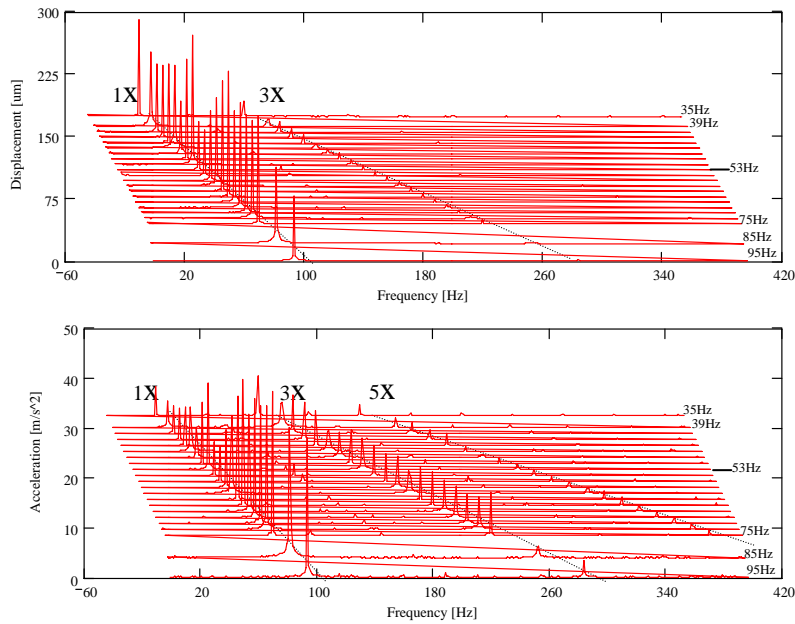 300
225
150
75
0
Displacement [um]
1X
3X
35Hz
39Hz
53Hz
75Hz
85Hz
95Hz
−60 20 100 180 260 340 420
Frequency [Hz]
50
40
30
20
10
0
Acceleration [m/s^2]
1X
3X
5X
35Hz
39Hz
53Hz
75Hz
85Hz
95Hz
−60 20 100 180 260 340 420
Frequency [Hz]